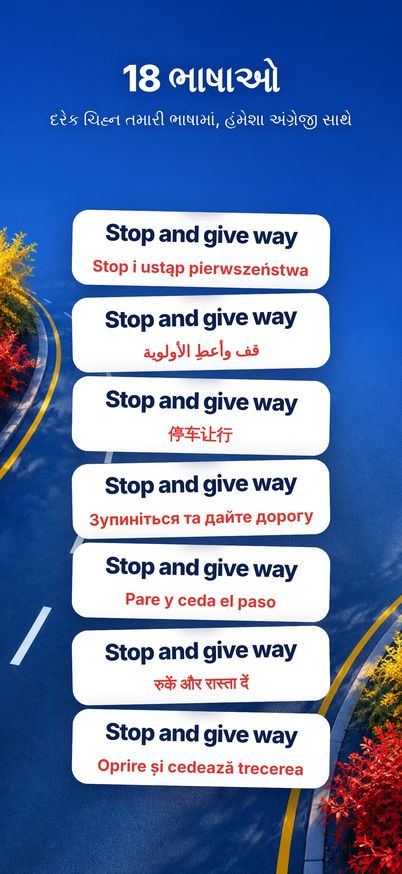 18 ભાષાઓ
દરેક ચિહ્ન તમારી ભાષામાં, હંમેશા અંગ્રેજી સાથે
Stop and give way
Stop i ustąp pierwszeństwa
Stop and give way
قف وأعطِ الأولوية
Stop and give way
停车让行
Stop and give way
Зупиніться та дайте дорогу
Stop and give way
Pare y ceda el paso
Stop and give way
रुकें और रास्ता दें
Stop and give way
Oprire și cedează trecerea